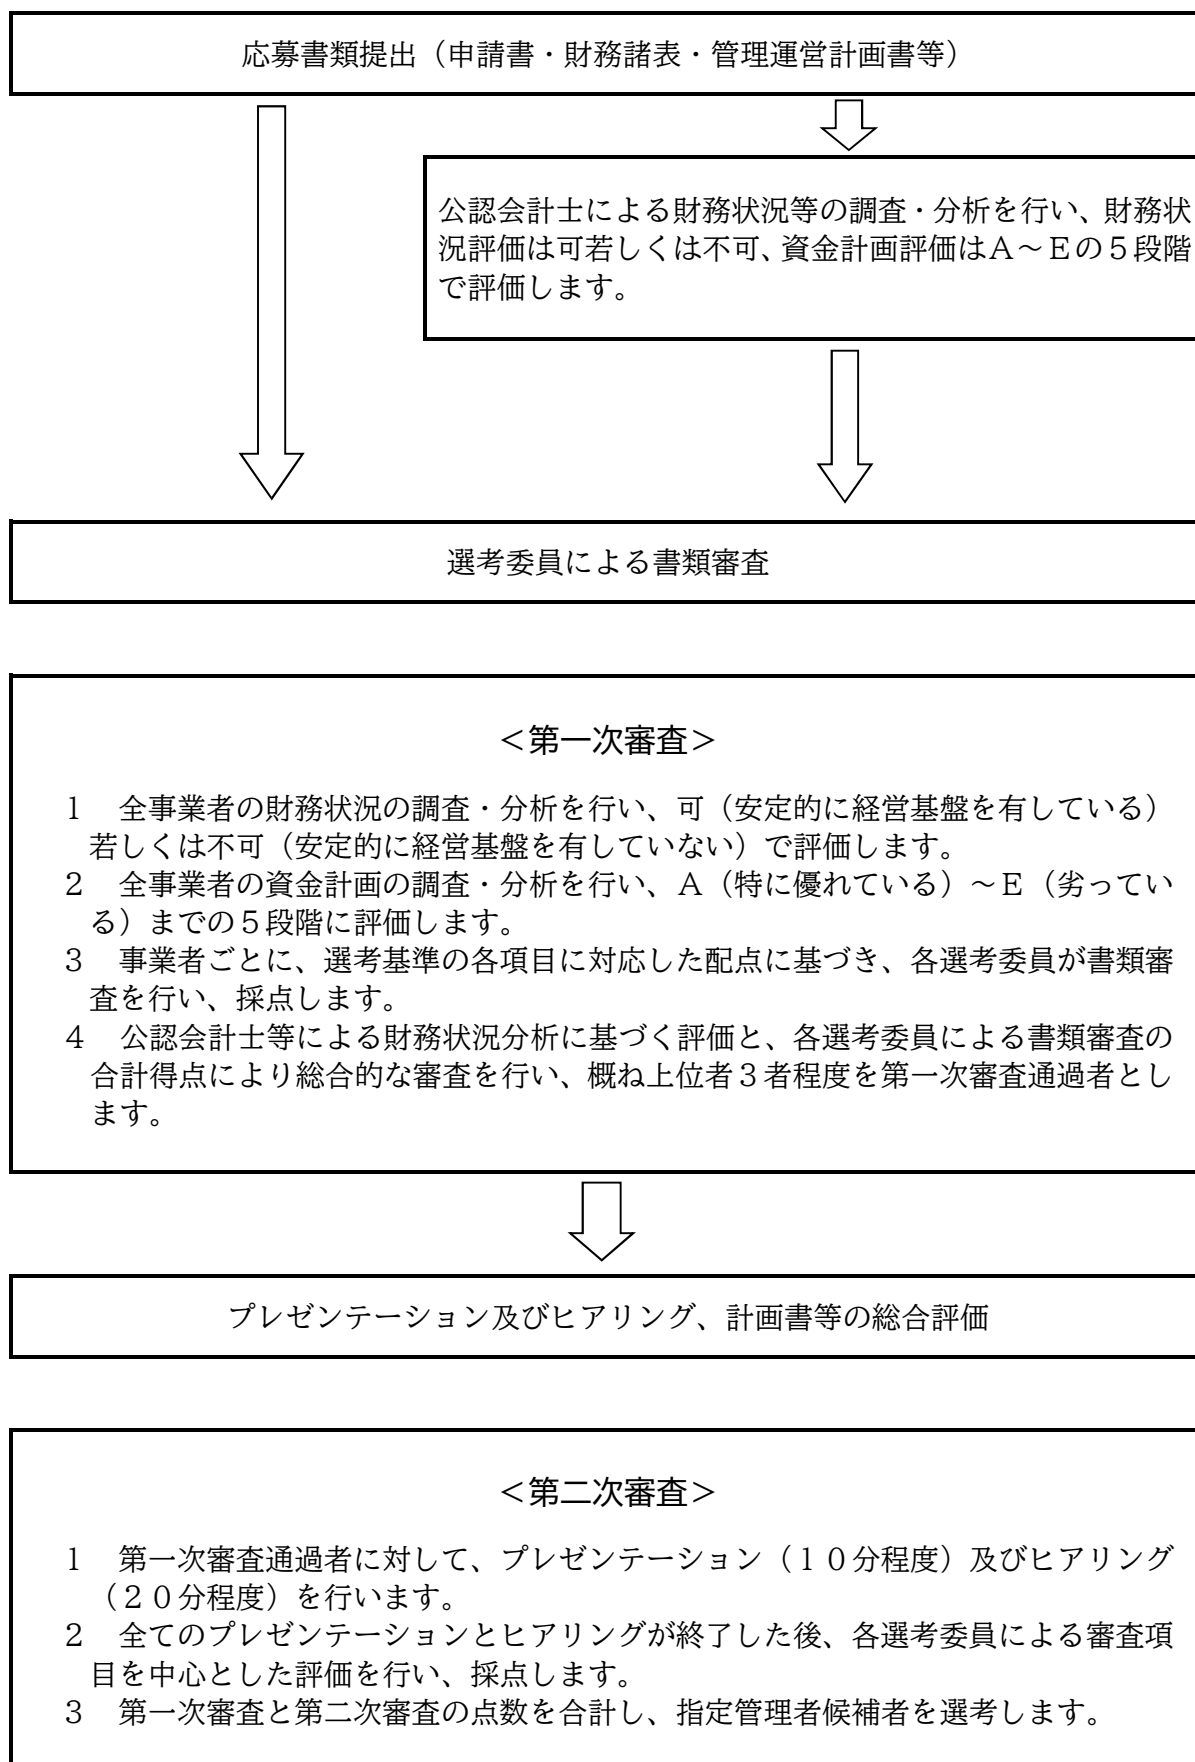 応募書類提出（申請書・財務諸表・管理運営計画書等）
公認会計士による財務状況等の調査・分析を行い、財務状
況評価は可若しくは不可、資金計画評価はＡ～Ｅの５段階
で評価します。
選考委員による書類審査
＜第一次審査＞
１　全事業者の財務状況の調査・分析を行い、可（安定的に経営基盤を有している）
若しくは不可（安定的に経営基盤を有していない）で評価します。
２　全事業者の資金計画の調査・分析を行い、Ａ（特に優れている）～Ｅ（劣ってい
る）までの５段階に評価します。
３　事業者ごとに、選考基準の各項目に対応した配点に基づき、各選考委員が書類審
査を行い、採点します。
４　公認会計士等による財務状況分析に基づく評価と、各選考委員による書類審査の
合計得点により総合的な審査を行い、概ね上位者３者程度を第一次審査通過者とし
ます。
プレゼンテーション及びヒアリング、計画書等の総合評価
＜第二次審査＞
１　第一次審査通過者に対して、プレゼンテーション（１０分程度）及びヒアリング
（２０分程度）を行います。
２　全てのプレゼンテーションとヒアリングが終了した後、各選考委員による審査項
目を中心とした評価を行い、採点します。
３　第一次審査と第二次審査の点数を合計し、指定管理者候補者を選考します。